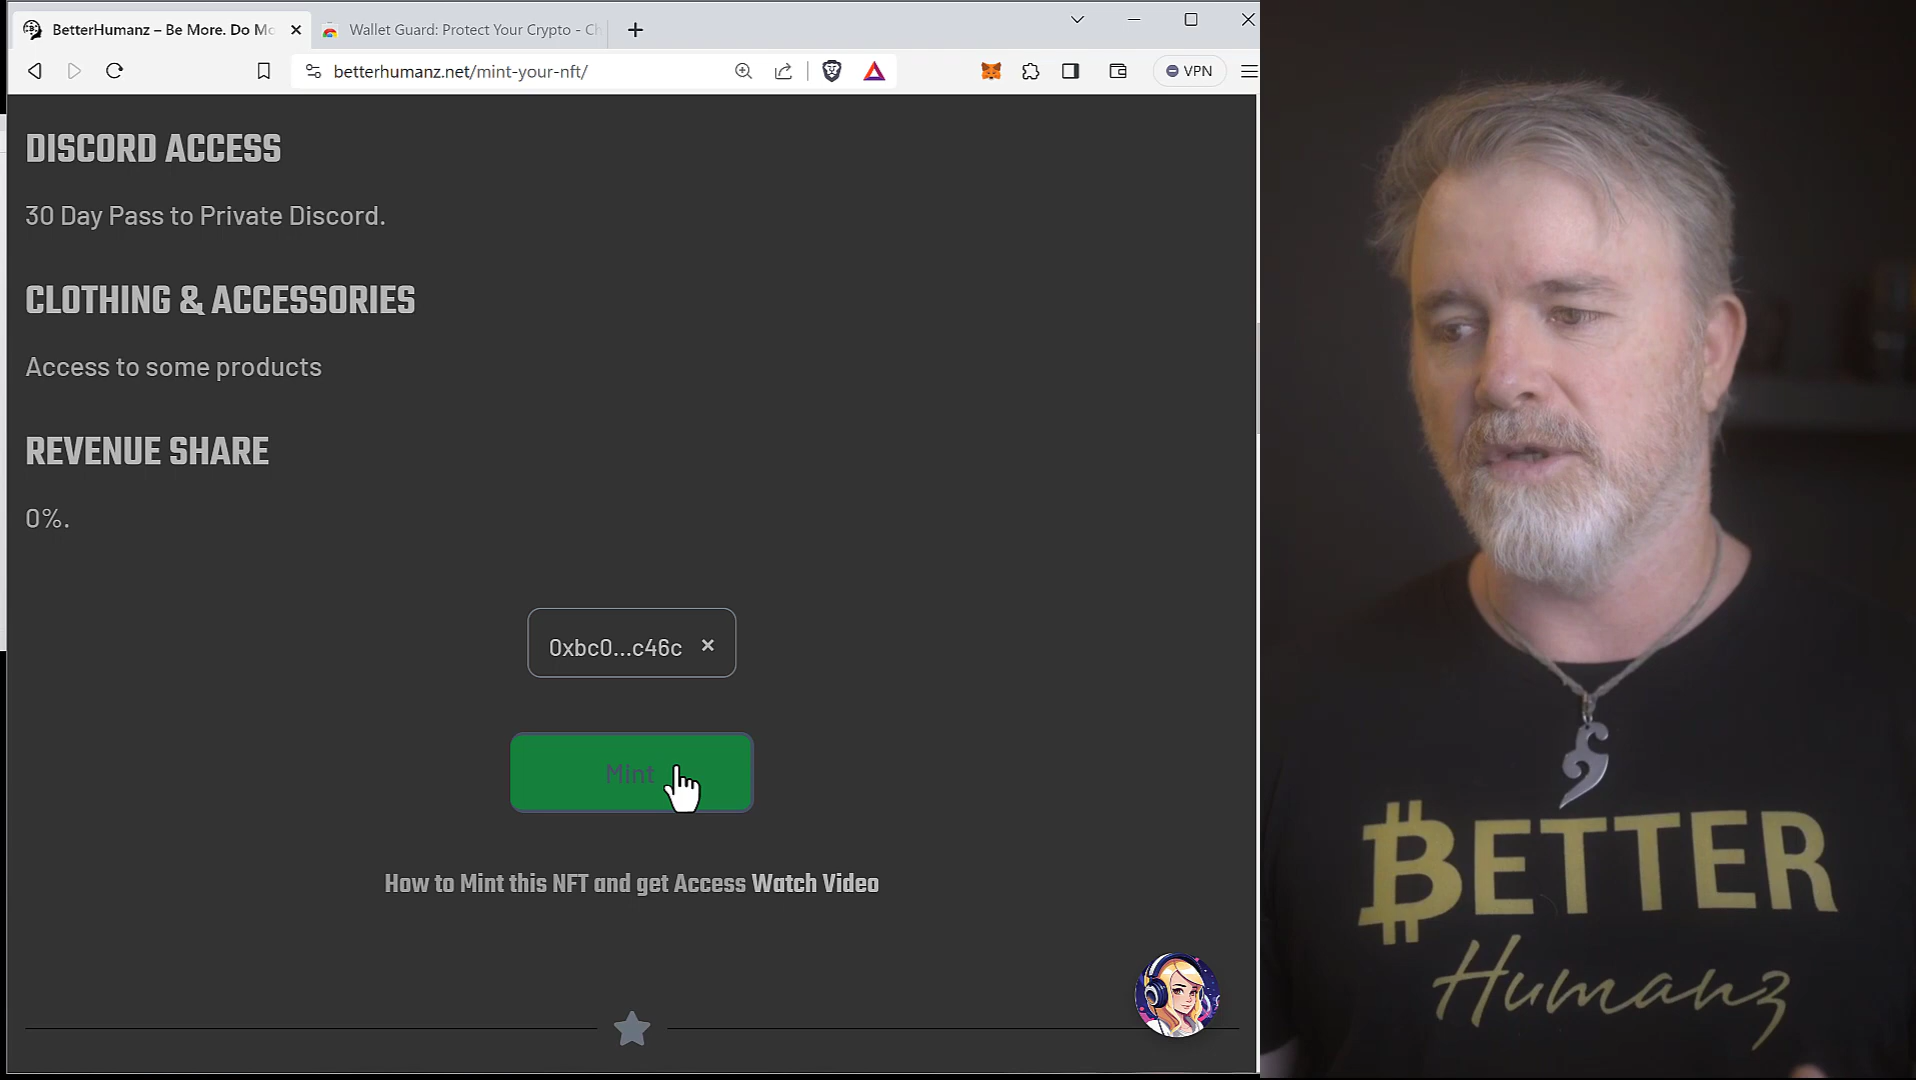 BetterHumanz – Be More. Do Mo
Wallet Guard: Protect Your Crypto - Ch
betterhumanz.net/mint-your-nft/
VPN
DISCORD ACCESS
30 Day Pass to Private Discord.
CLOTHING & ACCESSORIES
Access to some products
REVENUE SHARE
0%.
0xbc0...c46c ×
Mint
How to Mint this NFT and get Access Watch Video
₿ETTER
Humanz